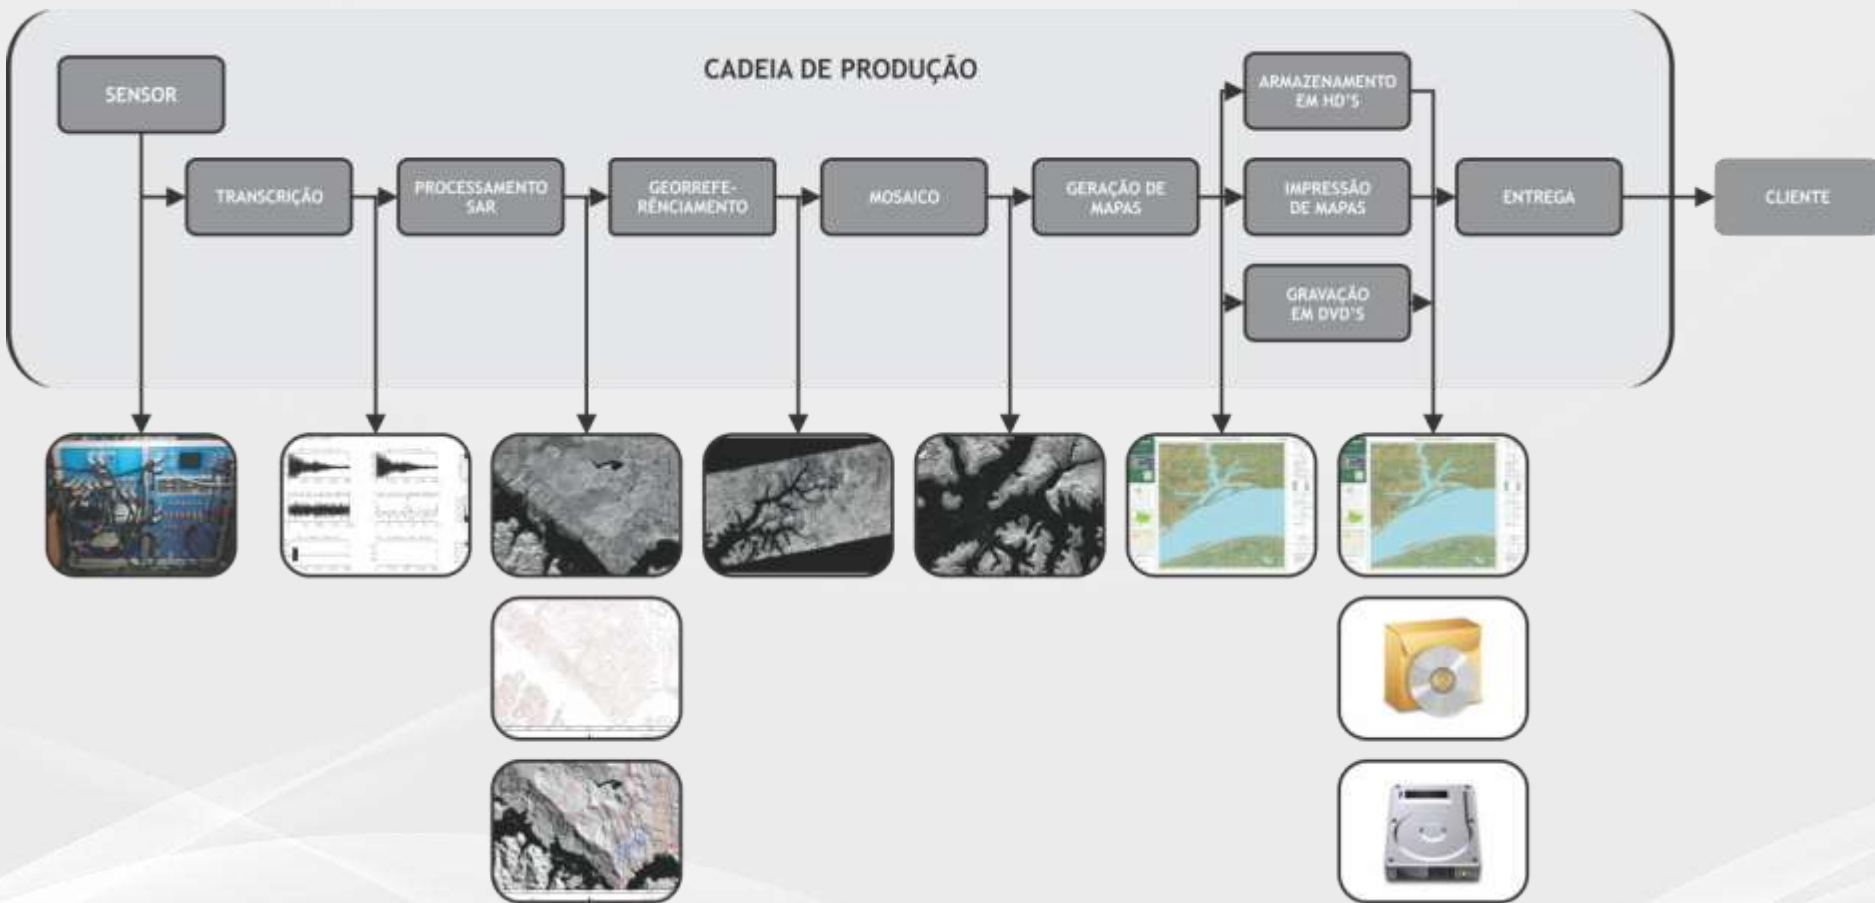 CADEIA DE PRODUÇÃO
SENSOR
TRANSCRIÇÃO
PROCESSAMENTO
SAR
GEORREFE-
RÊNCIAMENTO
MOSAICO
GERAÇÃO DE
MAPAS
ARMAZENAMENTO
EM HD'S
IMPRESSÃO
DE MAPAS
GRAVAÇÃO
EM DVD'S
ENTREGA
CLIENTE